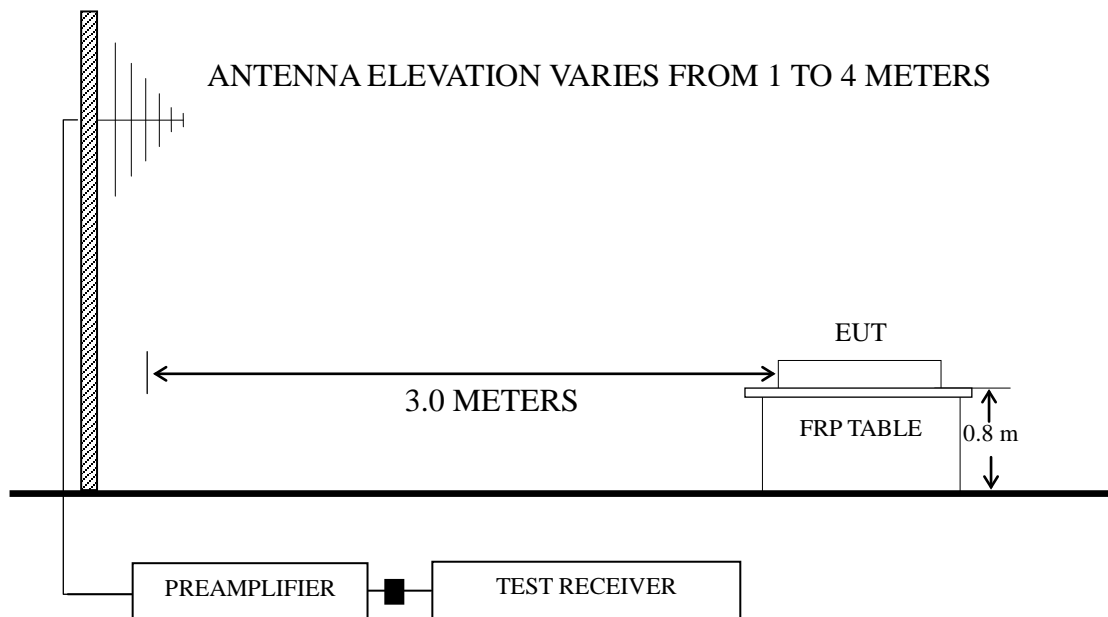 ANTENNA ELEVATION VARIES FROM 1 TO 4 METERS
EUT
3.0 METERS
FRP TABLE
0.8 m
PREAMPLIFIER
TEST RECEIVER